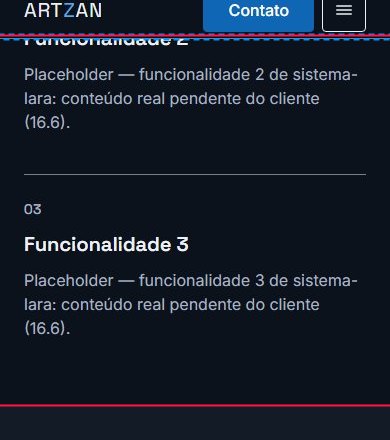 ARTZAN
Contato
Funcionalidade 2
Placeholder — funcionalidade 2 de sistema-
lara: conteúdo real pendente do cliente
(16.6).
03
Funcionalidade 3
Placeholder — funcionalidade 3 de sistema-
lara: conteúdo real pendente do cliente
(16.6).